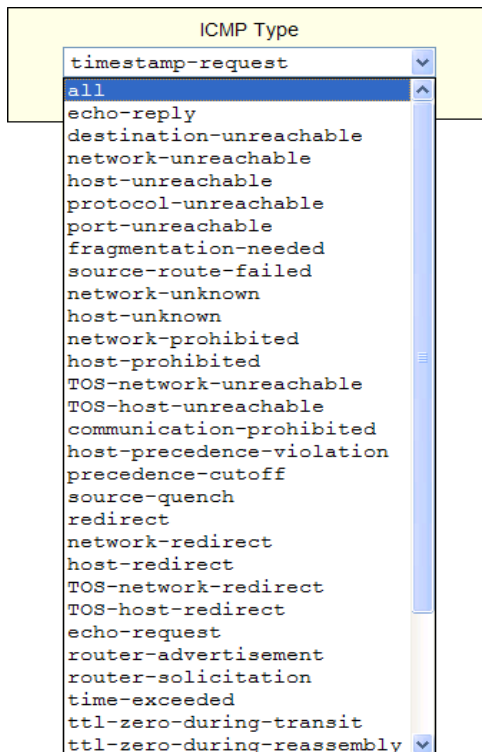 ICMP Type
timestamp-request
all
echo-reply
destination-unreachable
network-unreachable
host-unreachable
protocol-unreachable
port-unreachable
fragmentation-needed
source-route-failed
network-unknown
host-unknown
network-prohibited
host-prohibited
TOS-network-unreachable
TOS-host-unreachable
communication-prohibited
host-precedence-violation
precedence-cutoff
source-quench
redirect
network-redirect
host-redirect
TOS-network-redirect
TOS-host-redirect
echo-request
router-advertisement
router-solicitation
time-exceeded
ttl-zero-during-transit
ttl-zero-during-reassembly